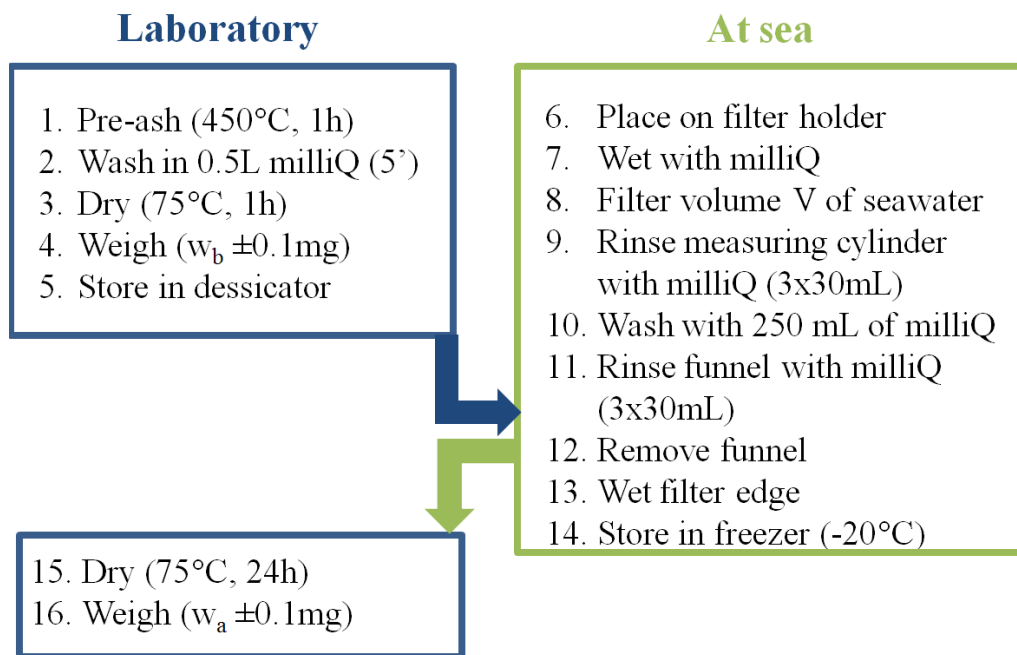 Laboratory
1. Pre-ash (450°C, 1h)
2. Wash in 0.5L milliQ (5’)
3. Dry (75°C, 1h)
4. Weigh (w_b ±0.1mg)
5. Store in dessicator
At sea
6. Place on filter holder
7. Wet with milliQ
8. Filter volume V of seawater
9. Rinse measuring cylinder
with milliQ (3x30mL)
10. Wash with 250 mL of milliQ
11. Rinse funnel with milliQ
(3x30mL)
12. Remove funnel
13. Wet filter edge
14. Store in freezer (-20°C)
15. Dry (75°C, 24h)
16. Weigh (w_a ±0.1mg)